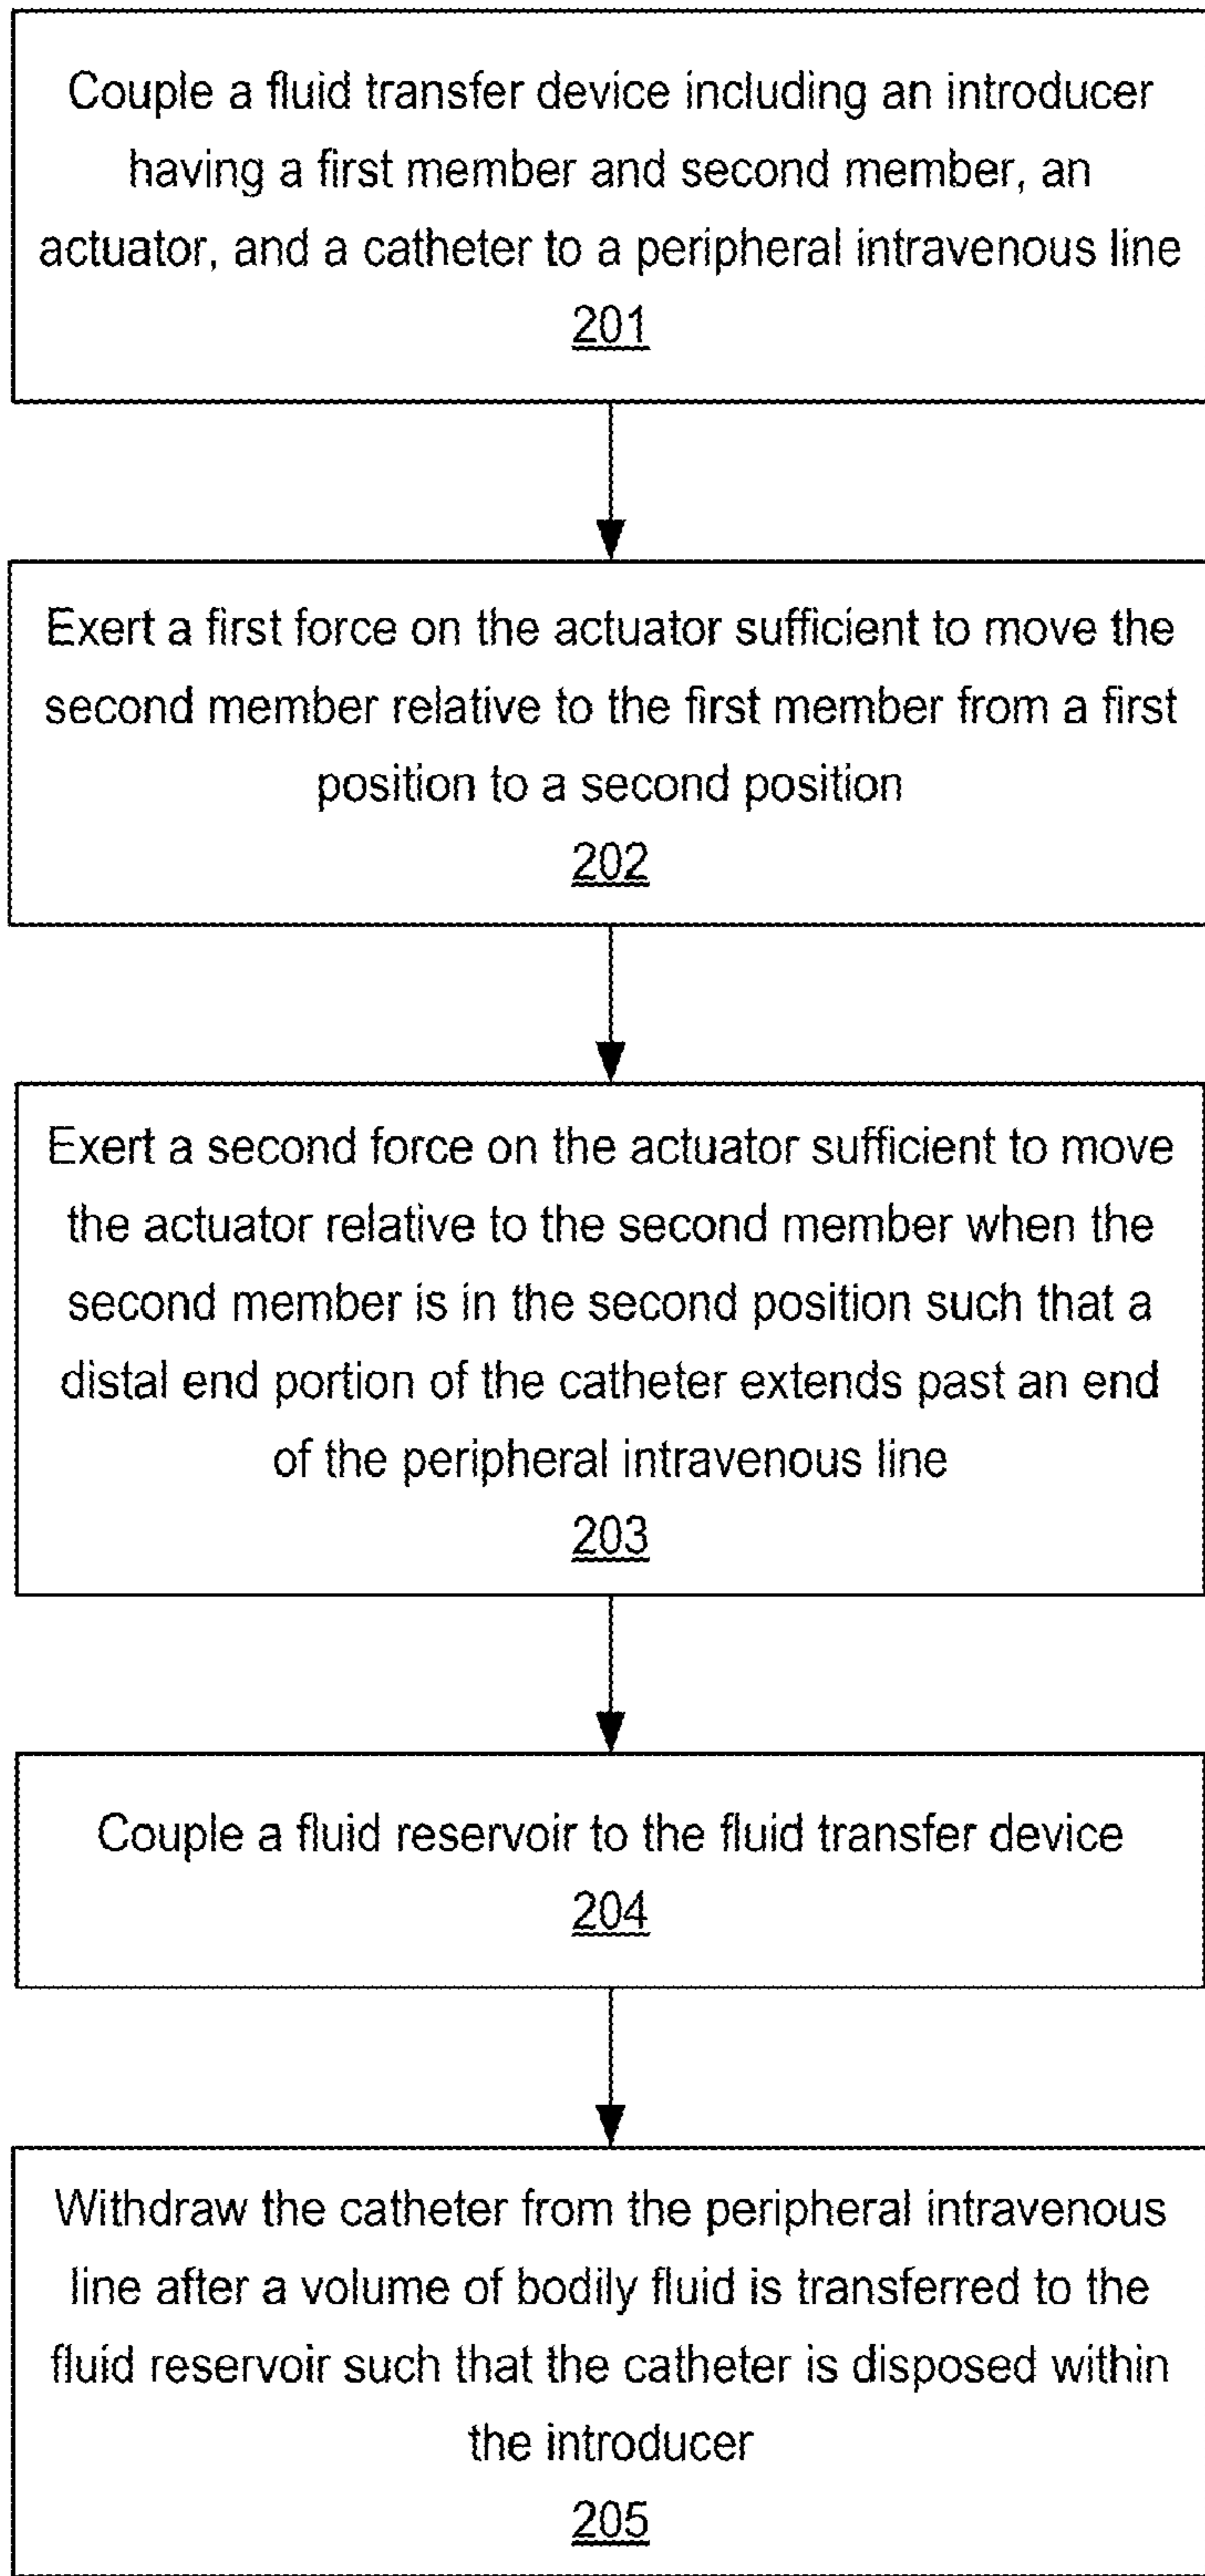 Couple a fluid transfer device including an introducer
having a first member and second member, an
actuator, and a catheter to a peripheral intravenous line
201
Exert a first force on the actuator sufficient to move the
second member relative to the first member from a first
position to a second position
202
Exert a second force on the actuator sufficient to move
the actuator relative to the second member when the
second member is in the second position such that a
distal end portion of the catheter extends past an end
of the peripheral intravenous line
203
Couple a fluid reservoir to the fluid transfer device
204
Withdraw the catheter from the peripheral intravenous
line after a volume of bodily fluid is transferred to the
fluid reservoir such that the catheter is disposed within
the introducer
205